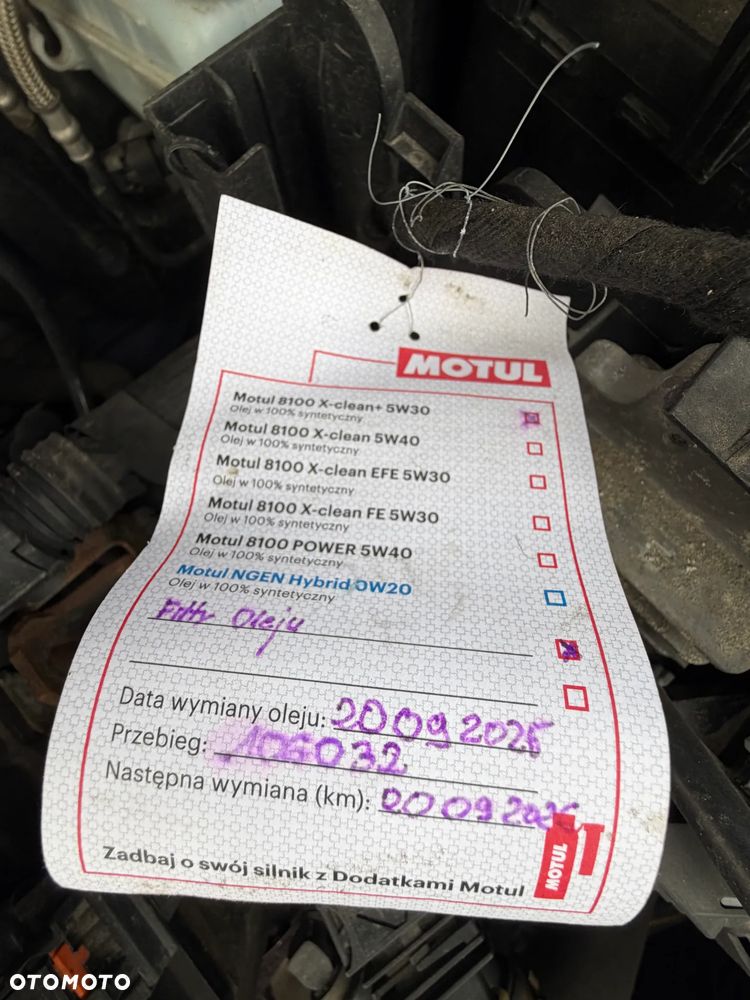 MOTUL
Motul 8100 X-clean+ 5W30
Olej w 100% syntetyczny
Motul 8100 X-clean 5W40
Olej w 100% syntetyczny
Motul 8100 X-clean EFE 5W30
Olej w 100% syntetyczny
Motul 8100 X-clean FE 5W30
Olej w 100% syntetyczny
Motul 8100 POWER 5W40
Olej w 100% syntetyczny
Motul NGEN Hybrid 0W20
Olej w 100% syntetyczny
Filtr Oleju
Data wymiany oleju: 20 09 2025
Przebieg: 106032
Następna wymiana (km): 20 09 2026
MOTUL
Zadbaj o swój silnik z Dodatkami Motul
OTOMOTO